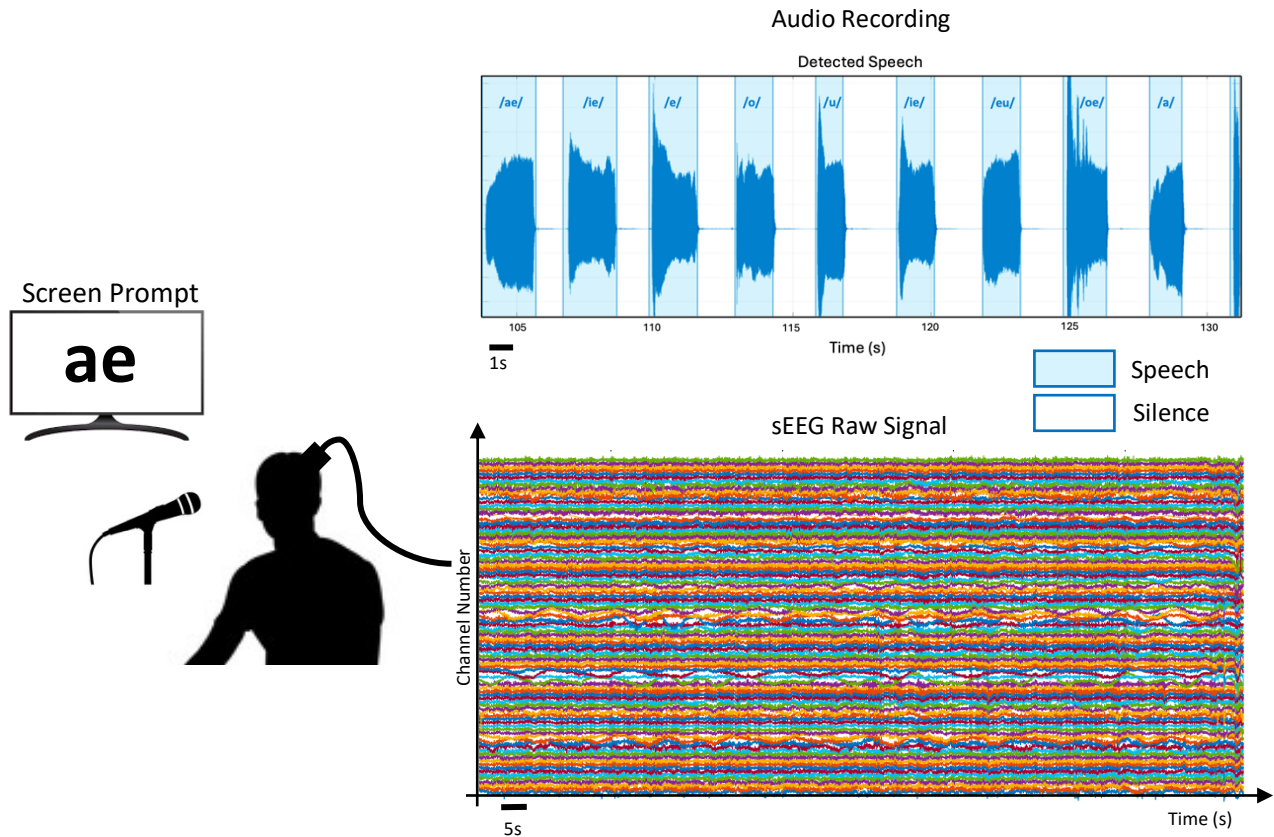 Audio Recording
Detected Speech
/ae/ /ie/ /e/ /o/ /u/ /ie/ /eu/ /oe/ /a/
105 110 115 120 125 130
Time (s)
1s
Screen Prompt
ae
Speech
Silence
sEEG Raw Signal
Channel Number
Time (s)
5s